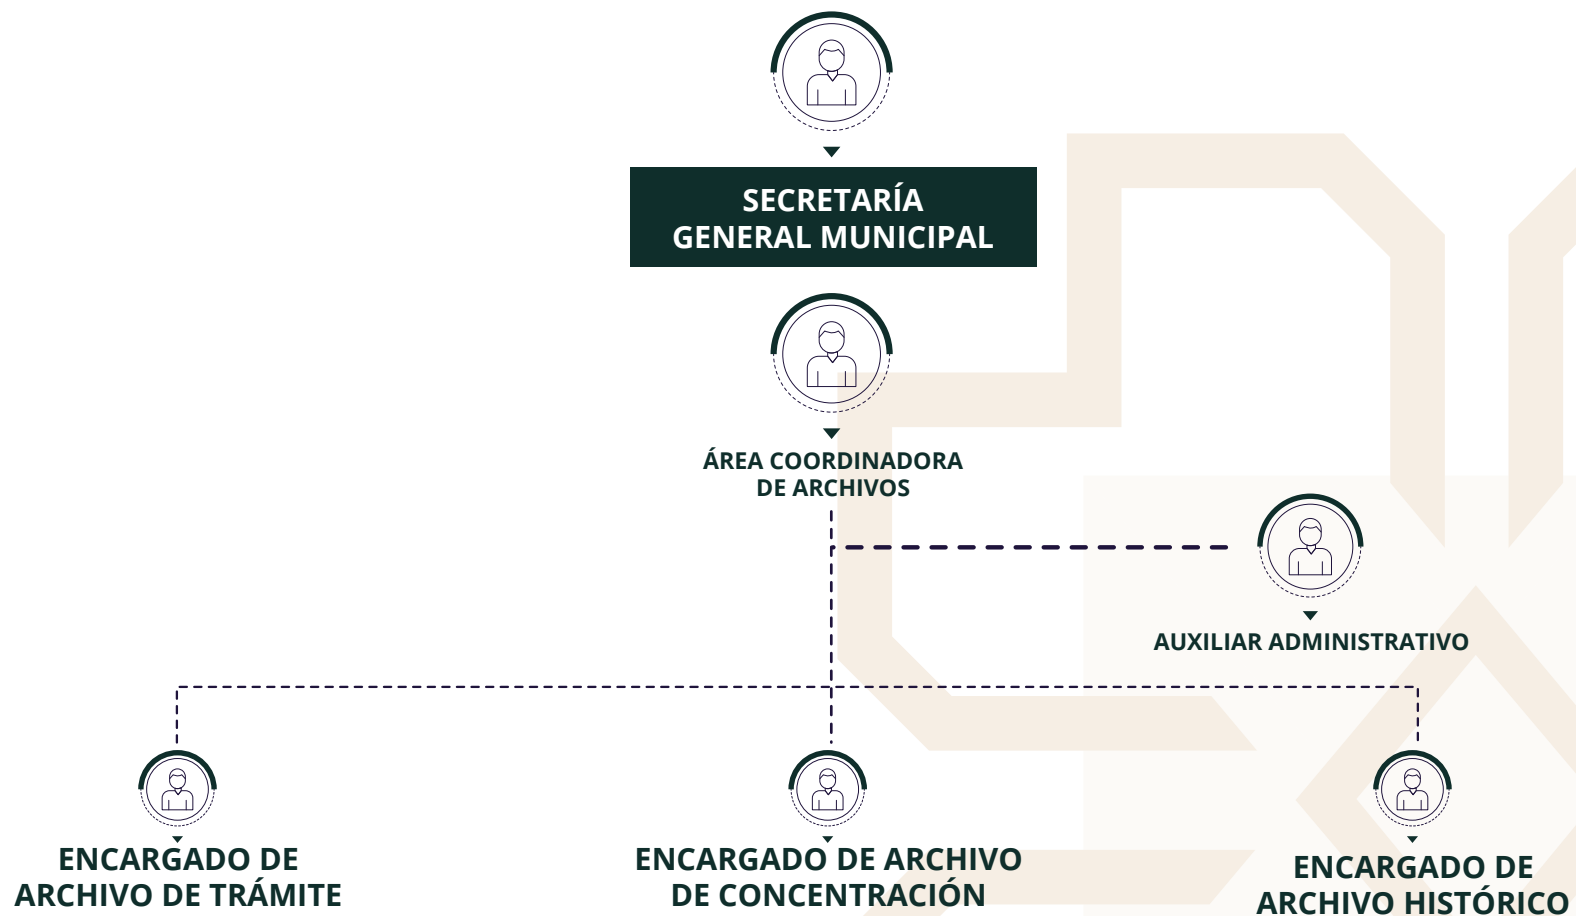 SECRETARÍA
GENERAL MUNICIPAL
ÁREA COORDINADORA
DE ARCHIVOS
AUXILIAR ADMINISTRATIVO
ENCARGADO DE
ARCHIVO DE TRÁMITE
ENCARGADO DE ARCHIVO
DE CONCENTRACIÓN
ENCARGADO DE
ARCHIVO HISTÓRICO